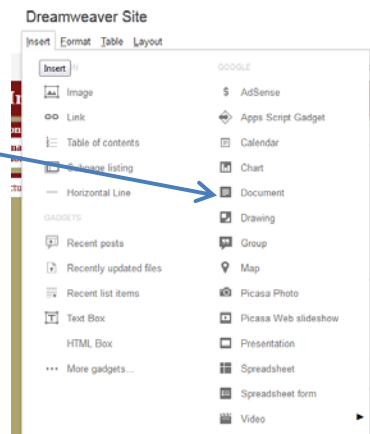 Dreamweaver Site
Insert Format Table Layout
Insert
GOOGLE
Image
Link
Table of contents
Subpage listing
Horizontal Line
GADGETS
Recent posts
Recently updated files
Recent list items
Text Box
HTML Box
More gadgets...
AdSense
Apps Script Gadget
Calendar
Chart
Document
Drawing
Group
Map
Picasa Photo
Picasa Web slideshow
Presentation
Spreadsheet
Spreadsheet form
Video